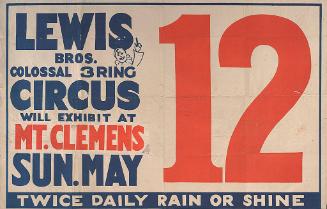 LEWIS
BROS.
COLOSSAL 3 RING
CIRCUS
WILL EXHIBIT AT
MT. CLEMENS
SUN. MAY
12
TWICE DAILY RAIN OR SHINE